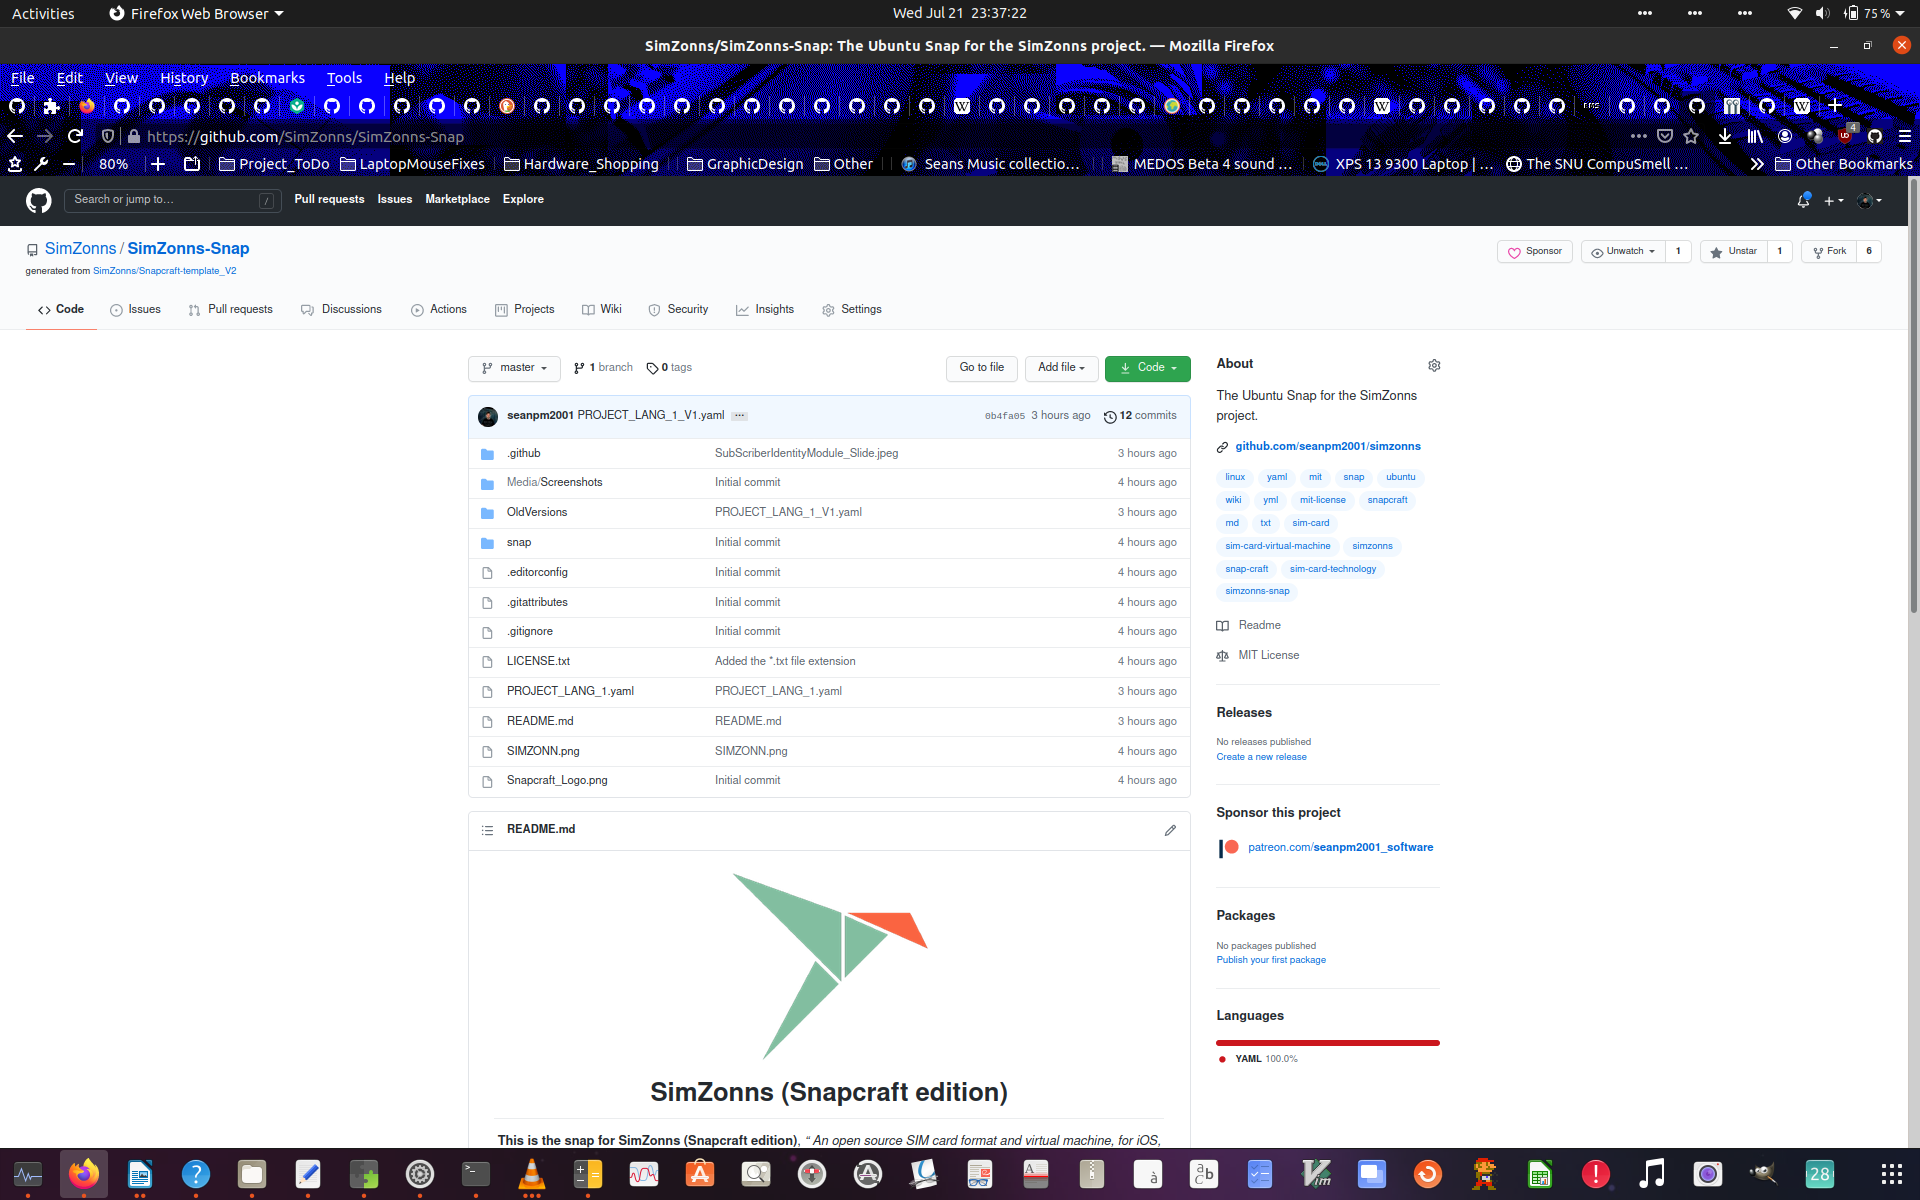 Activities Firefox Web Browser Wed Jul 21 23:37:22 75 %
SimZonns/SimZonns-Snap: The Ubuntu Snap for the SimZonns project. — Mozilla Firefox
File Edit View History Bookmarks Tools Help
https://github.com/SimZonns/SimZonns-Snap 4
80% Project_ToDo LaptopMouseFixes Hardware_Shopping GraphicDesign Other Seans Music collectio… MEDOS Beta 4 sound … XPS 13 9300 Laptop | … The SNU CompuSmell … Other Bookmarks
Search or jump to… / Pull requests Issues Marketplace Explore
SimZonns / SimZonns-Snap Sponsor Unwatch 1 Unstar 1 Fork 6
generated from SimZonns/Snapcraft-template_V2
Code Issues Pull requests Discussions Actions Projects Wiki Security Insights Settings
master 1 branch 0 tags Go to file Add file Code
seanpm2001 PROJECT_LANG_1_V1.yaml ... 0b4fa05 3 hours ago 12 commits
.github SubScriberIdentityModule_Slide.jpeg 3 hours ago
Media/Screenshots Initial commit 4 hours ago
OldVersions PROJECT_LANG_1_V1.yaml 3 hours ago
snap Initial commit 4 hours ago
.editorconfig Initial commit 4 hours ago
.gitattributes Initial commit 4 hours ago
.gitignore Initial commit 4 hours ago
LICENSE.txt Added the *.txt file extension 4 hours ago
PROJECT_LANG_1.yaml PROJECT_LANG_1.yaml 3 hours ago
README.md README.md 3 hours ago
SIMZONN.png SIMZONN.png 4 hours ago
Snapcraft_Logo.png Initial commit 4 hours ago
README.md
SimZonns (Snapcraft edition)
This is the snap for SimZonns (Snapcraft edition), “ An open source SIM card format and virtual machine, for iOS,
About
The Ubuntu Snap for the SimZonns
project.
github.com/seanpm2001/simzonns
linux yaml mit snap ubuntu
wiki yml mit-license snapcraft
md txt sim-card
sim-card-virtual-machine simzonns
snap-craft sim-card-technology
simzonns-snap
Readme
MIT License
Releases
No releases published
Create a new release
Sponsor this project
patreon.com/seanpm2001_software
Packages
No packages published
Publish your first package
Languages
YAML 100.0%
28